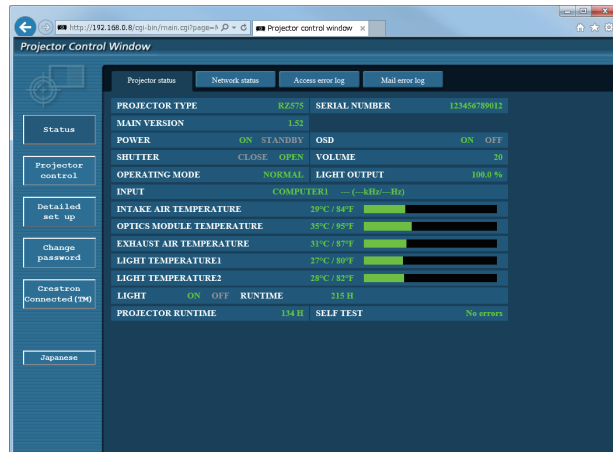 http://192.168.0.8/cgi-bin/main.cgi?page=
Projector control window
Projector Control Window
Projector status Network status Access error log Mail error log
PROJECTOR TYPE RZ575 SERIAL NUMBER 123456789012
MAIN VERSION 1.52
Status
POWER ON STANDBY OSD ON OFF
SHUTTER CLOSE OPEN VOLUME 20
Projector
control
OPERATING MODE NORMAL LIGHT OUTPUT 100.0 %
INPUT COMPUTER1 --- (---kHz/---Hz)
Detailed
set up
INTAKE AIR TEMPERATURE 29°C / 84°F
OPTICS MODULE TEMPERATURE 35°C / 95°F
EXHAUST AIR TEMPERATURE 31°C / 87°F
Change
password
LIGHT TEMPERATURE1 27°C / 80°F
LIGHT TEMPERATURE2 28°C / 82°F
Crestron
Connected(TM)
LIGHT ON OFF RUNTIME 215 H
PROJECTOR RUNTIME 134 H SELF TEST No errors
Japanese